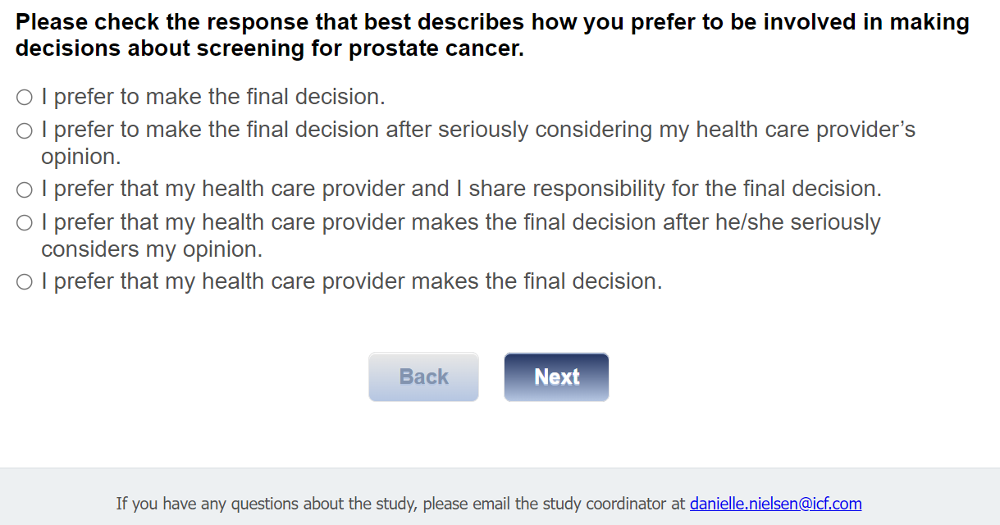 Please check the response that best describes how you prefer to be involved in making
decisions about screening for prostate cancer.
I prefer to make the final decision.
I prefer to make the final decision after seriously considering my health care provider’s
opinion.
I prefer that my health care provider and I share responsibility for the final decision.
I prefer that my health care provider makes the final decision after he/she seriously
considers my opinion.
I prefer that my health care provider makes the final decision.
Back Next
If you have any questions about the study, please email the study coordinator at danielle.nielsen@icf.com